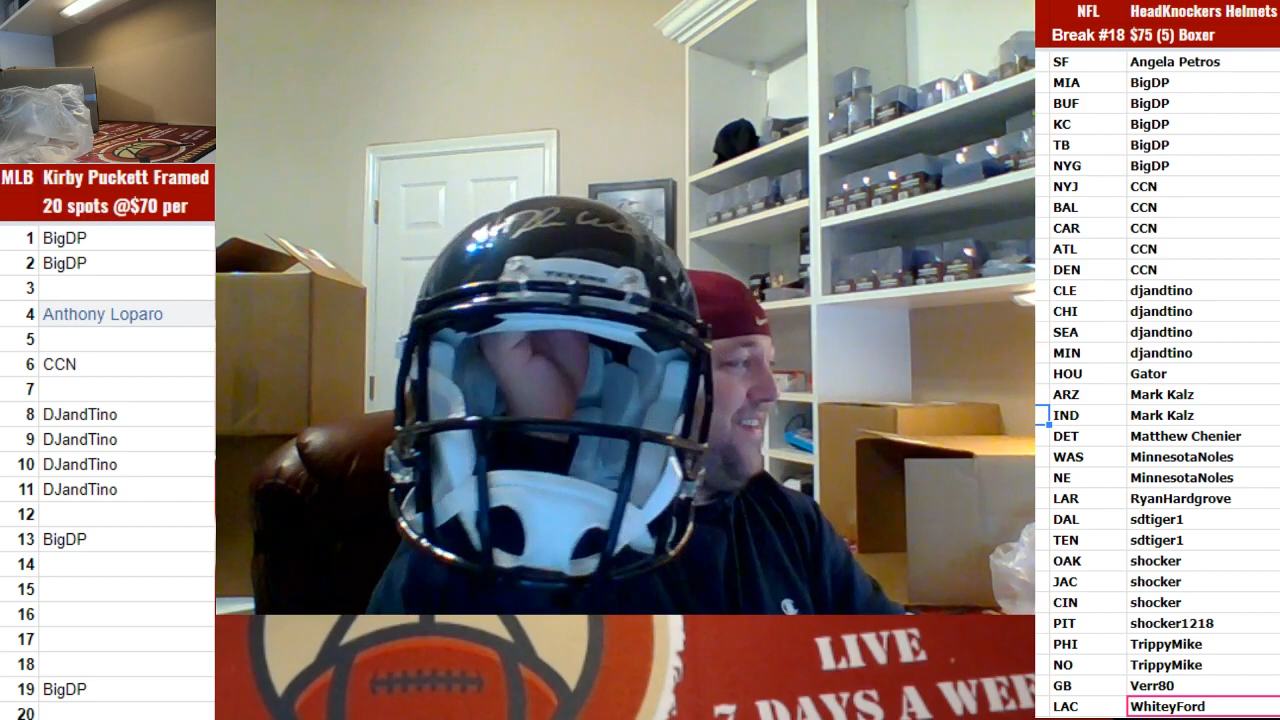 MLB Kirby Puckett Framed
20 spots @$70 per
1 BigDP
2 BigDP
3
4 Anthony Loparo
5
6 CCN
7
8 DJandTino
9 DJandTino
10 DJandTino
11 DJandTino
12
13 BigDP
14
15
16
17
18
19 BigDP
20
LIVE
7 DAYS A WEE
NFL HeadKnockers Helmets
Break #18 $75 (5) Boxer
SF Angela Petros
MIA BigDP
BUF BigDP
KC BigDP
TB BigDP
NYG BigDP
NYJ CCN
BAL CCN
CAR CCN
ATL CCN
DEN CCN
CLE djandtino
CHI djandtino
SEA djandtino
MIN djandtino
HOU Gator
ARZ Mark Kalz
IND Mark Kalz
DET Matthew Chenier
WAS MinnesotaNoles
NE MinnesotaNoles
LAR RyanHardgrove
DAL sdtiger1
TEN sdtiger1
OAK shocker
JAC shocker
CIN shocker
PIT shocker1218
PHI TrippyMike
NO TrippyMike
GB Verr80
LAC WhiteyFord